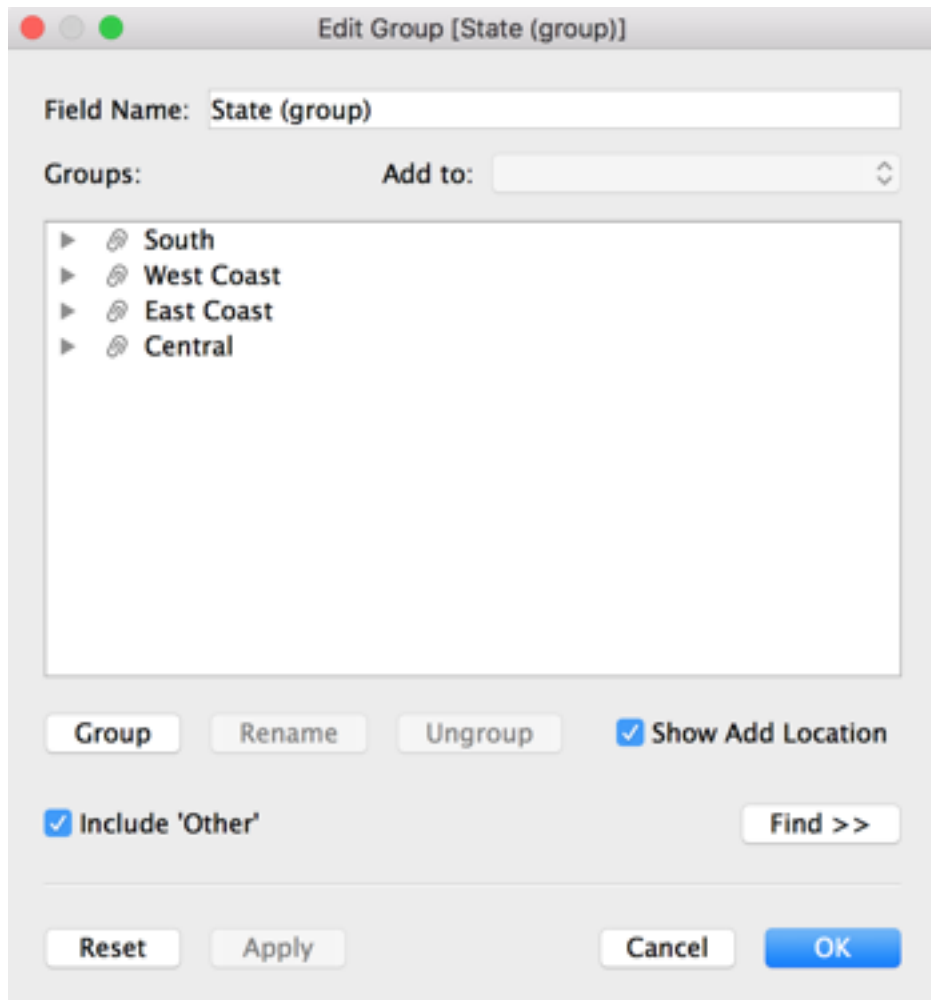 Edit Group [State (group)]
Field Name: State (group)
Groups: Add to:
South
West Coast
East Coast
Central
Group Rename Ungroup Show Add Location
Include 'Other' Find >>
Reset Apply Cancel OK